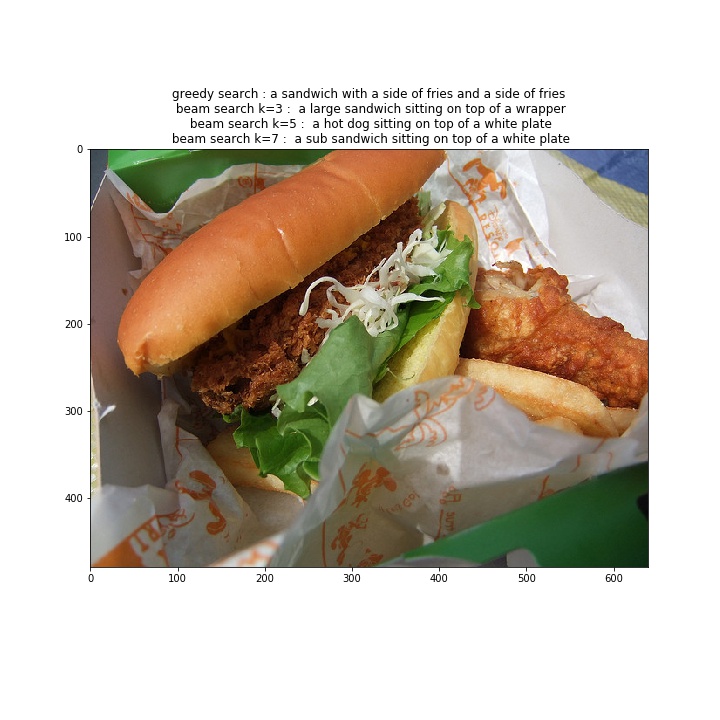 greedy search : a sandwich with a side of fries and a side of fries
beam search k=3 :  a large sandwich sitting on top of a wrapper
beam search k=5 :  a hot dog sitting on top of a white plate
beam search k=7 :  a sub sandwich sitting on top of a white plate
0
100
200
300
400
0 100 200 300 400 500 600